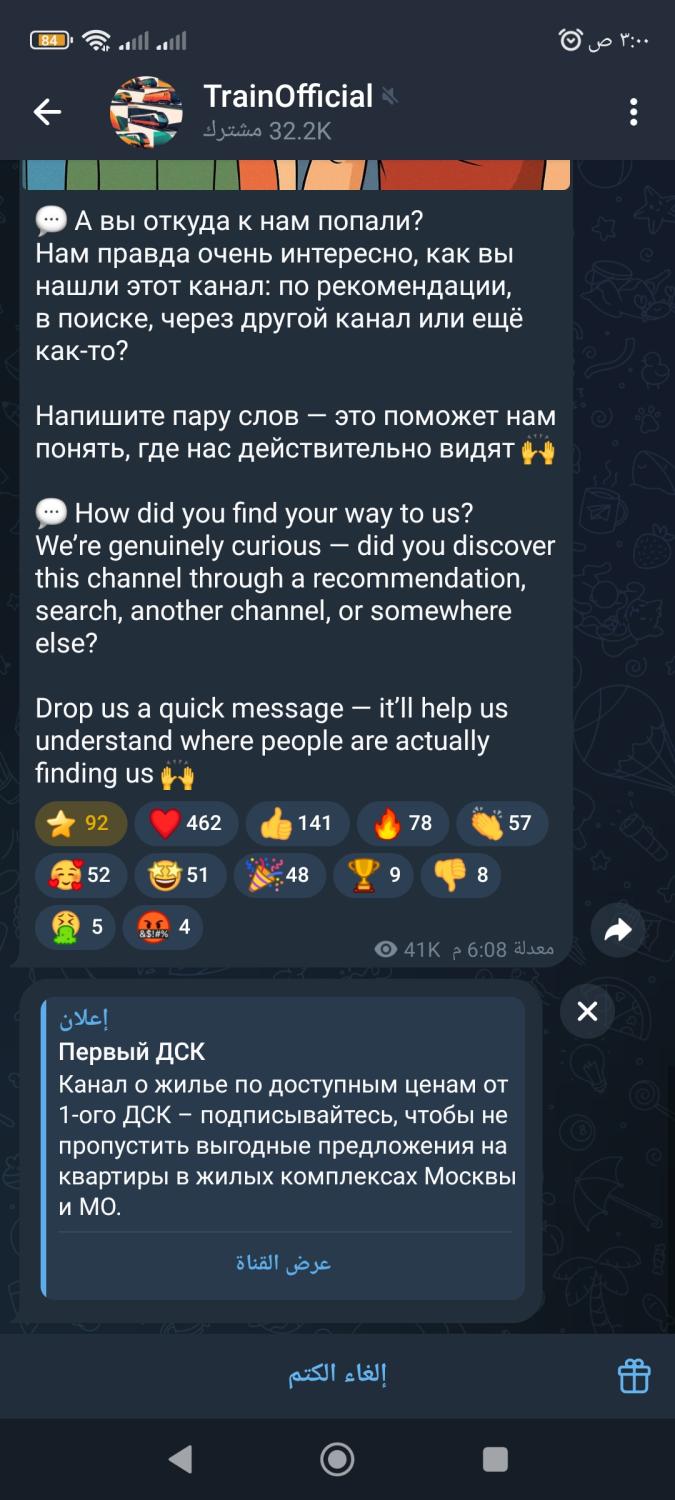 84
٣:٠٠ ص
TrainOfficial
32.2K مشترك
💬 А вы откуда к нам попали?
Нам правда очень интересно, как вы
нашли этот канал: по рекомендации,
в поиске, через другой канал или ещё
как-то?
Напишите пару слов — это поможет нам
понять, где нас действительно видят 🙌
💬 How did you find your way to us?
We’re genuinely curious — did you discover
this channel through a recommendation,
search, another channel, or somewhere
else?
Drop us a quick message — it’ll help us
understand where people are actually
finding us 🙌
⭐ 92 ❤️ 462 👍 141 🔥 78 👏 57
🥰 52 🤩 51 🎉 48 🏆 9 👎 8
🤮 5 🤬 4
41K معدلة 6:08 م
إعلان
Первый ДСК
Канал о жилье по доступным ценам от
1-ого ДСК – подписывайтесь, чтобы не
пропустить выгодные предложения на
квартиры в жилых комплексах Москвы
и МО.
عرض القناة
إلغاء الكتم